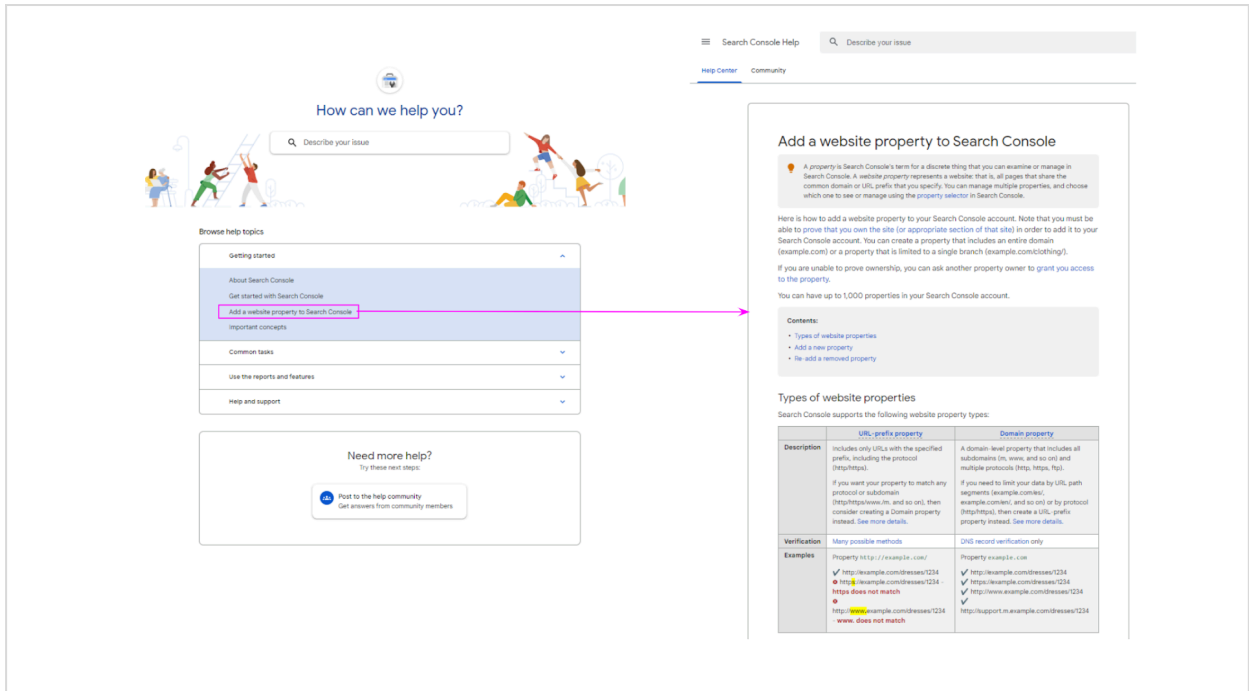 How can we help you?
Describe your issue
Browse help topics
Getting started
About Search Console
Get started with Search Console
Add a website property to Search Console
Important concepts
Common tasks
Use the reports and features
Help and support
Need more help?
Try these next steps:
Post to the help community
Get answers from community members
Search Console Help
Describe your issue
Help Center Community
Add a website property to Search Console
A property is Search Console's term for a discrete thing that you can examine or manage in
Search Console. A website property represents a website: that is, all pages that share the
common domain or URL prefix that you specify. You can manage multiple properties, and choose
which one to see or manage using the property selector in Search Console.
Here is how to add a website property to your Search Console account. Note that you must be
able to prove that you own the site (or appropriate section of that site) in order to add it to your
Search Console account. You can create a property that includes an entire domain
(example.com) or a property that is limited to a single branch (example.com/clothing/).
If you are unable to prove ownership, you can ask another property owner to grant you access
to the property.
You can have up to 1,000 properties in your Search Console account.
Contents:
• Types of website properties
• Add a new property
• Re-add a removed property
Types of website properties
Search Console supports the following website property types:
URL-prefix property
Domain property
Description
Includes only URLs with the specified
prefix, including the protocol
(http/https).
If you want your property to match any
protocol or subdomain
(http/https/www./m. and so on), then
consider creating a Domain property
instead. See more details.
A domain-level property that includes all
subdomains (m, www, and so on) and
multiple protocols (http, https, ftp).
If you need to limit your data by URL path
segments (example.com/es/,
example.com/en/, and so on) or by protocol
(http/https), then create a URL-prefix
property instead. See more details.
Verification
Many possible methods
DNS record verification only
Examples
Property http://example.com/
✔ http://example.com/dresses/1234
https://example.com/dresses/1234 -
https does not match
http://www.example.com/dresses/1234
- www. does not match
Property example.com
✔ http://example.com/dresses/1234
✔ https://example.com/dresses/1234
✔ http://www.example.com/dresses/1234
✔
http://support.m.example.com/dresses/1234